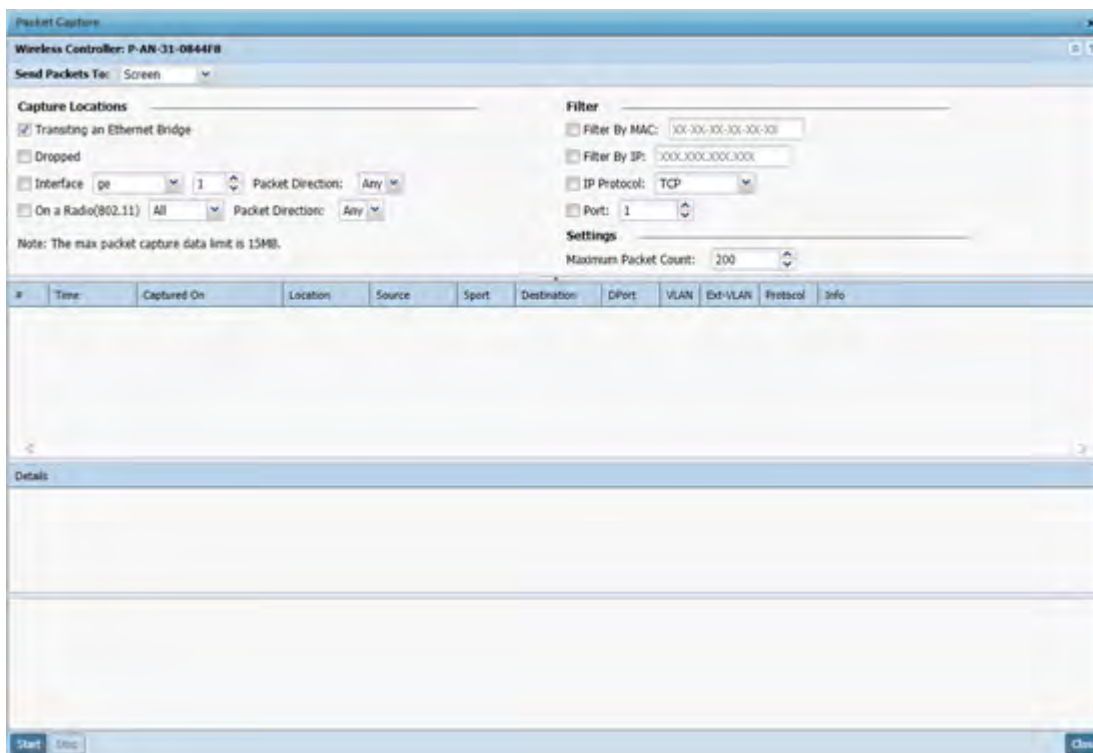 Packet Capture
Wireless Controller: P-AN-31-0844FB
Send Packets To: Screen
Capture Locations
Transiting an Ethernet Bridge
Dropped
Interface ge 1 Packet Direction: Any
On a Radio(802.11) All Packet Direction: Any
Note: The max packet capture data limit is 15MB.
Filter
Filter By MAC: XX-XX-XX-XX-XX-XX
Filter By IP: XXX.XXX.XXX.XXX
IP Protocol: TCP
Port: 1
Settings
Maximum Packet Count: 200
# Time Captured On Location Source Sport Destination DPort VLAN Ext-VLAN Protocol Info
Details
Start Stop